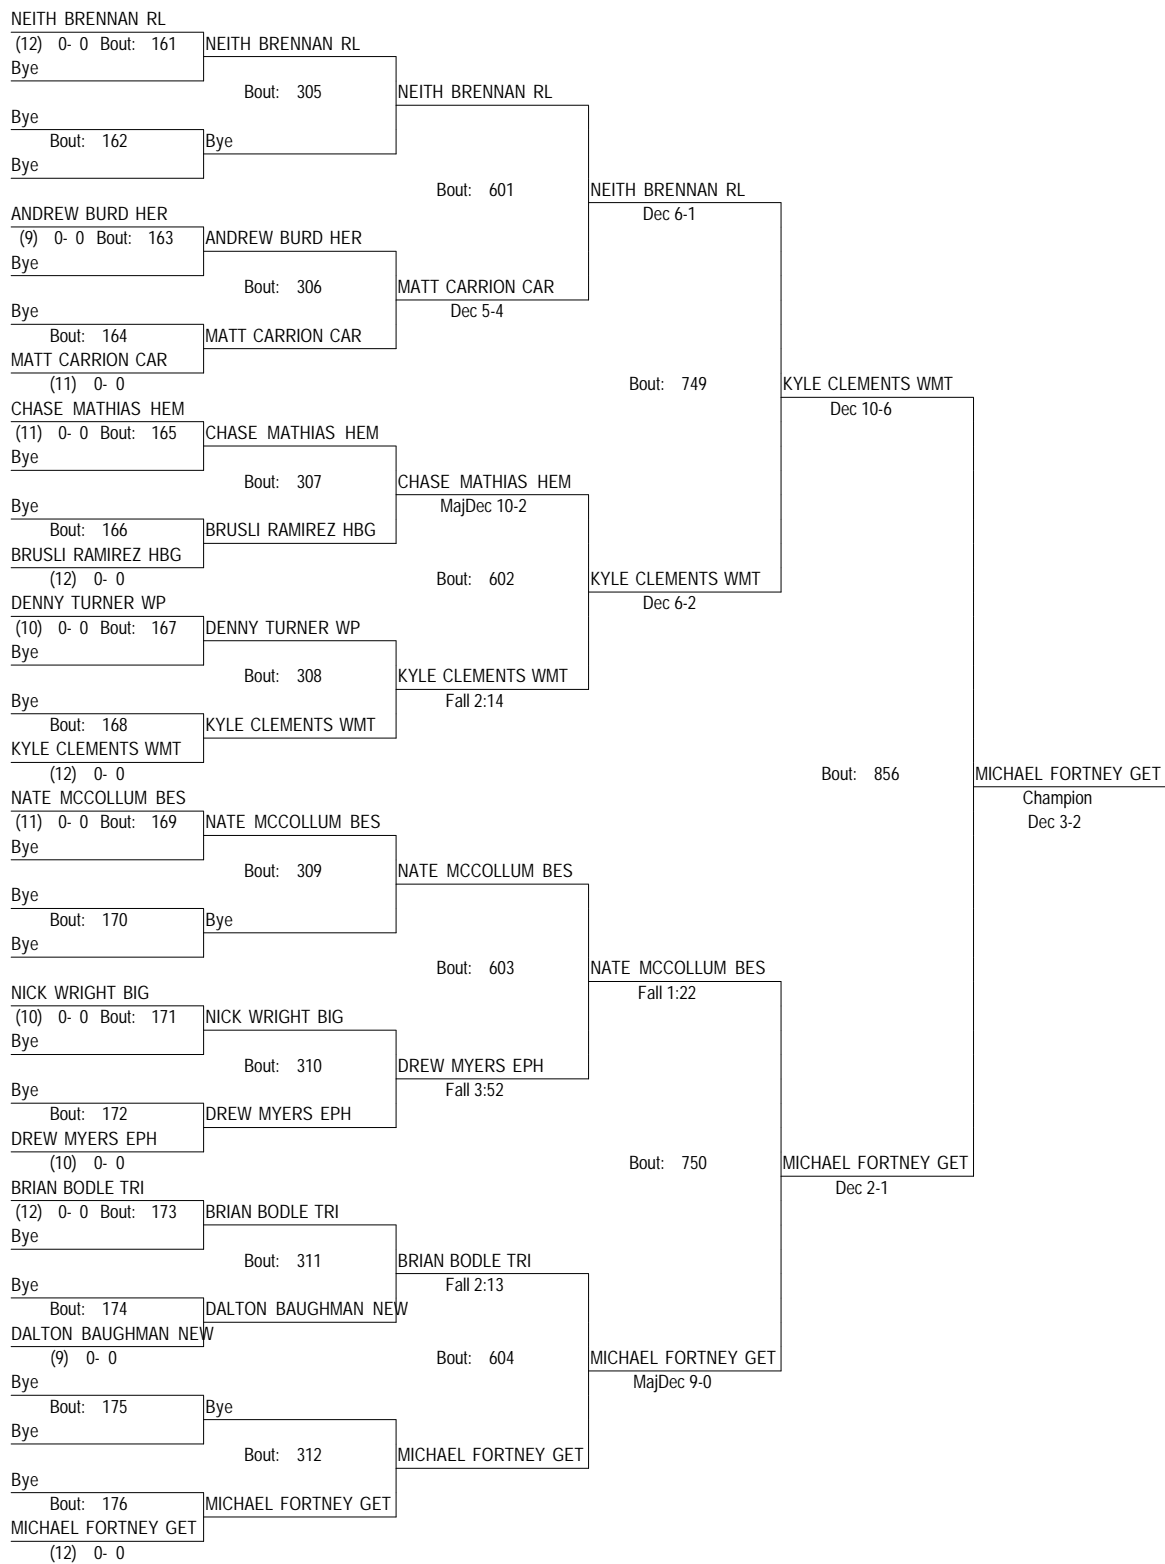 NEITH BRENNAN RL
(12) 0- 0 Bout: 161 NEITH BRENNAN RL
Bye
Bout: 305 NEITH BRENNAN RL
Bye
Bout: 162 Bye
Bye
Bout: 601 NEITH BRENNAN RL
ANDREW BURD HER Dec 6-1
(9) 0- 0 Bout: 163 ANDREW BURD HER
Bye
Bout: 306 MATT CARRION CAR
Bye Dec 5-4
Bout: 164 MATT CARRION CAR
MATT CARRION CAR
(11) 0- 0 Bout: 749 KYLE CLEMENTS WMT
CHASE MATHIAS HEM Dec 10-6
(11) 0- 0 Bout: 165 CHASE MATHIAS HEM
Bye
Bout: 307 CHASE MATHIAS HEM
Bye MajDec 10-2
Bout: 166 BRUSLI RAMIREZ HBG
BRUSLI RAMIREZ HBG
(12) 0- 0 Bout: 602 KYLE CLEMENTS WMT
DENNY TURNER WP Dec 6-2
(10) 0- 0 Bout: 167 DENNY TURNER WP
Bye
Bout: 308 KYLE CLEMENTS WMT
Bye Fall 2:14
Bout: 168 KYLE CLEMENTS WMT
KYLE CLEMENTS WMT
(12) 0- 0 Bout: 856 MICHAEL FORTNEY GET
NATE MCCOLLUM BES Champion
(11) 0- 0 Bout: 169 NATE MCCOLLUM BES Dec 3-2
Bye
Bout: 309 NATE MCCOLLUM BES
Bye
Bout: 170 Bye
Bye
Bout: 603 NATE MCCOLLUM BES
NICK WRIGHT BIG Fall 1:22
(10) 0- 0 Bout: 171 NICK WRIGHT BIG
Bye
Bout: 310 DREW MYERS EPH
Bye Fall 3:52
Bout: 172 DREW MYERS EPH
DREW MYERS EPH
(10) 0- 0 Bout: 750 MICHAEL FORTNEY GET
BRIAN BODLE TRI Dec 2-1
(12) 0- 0 Bout: 173 BRIAN BODLE TRI
Bye
Bout: 311 BRIAN BODLE TRI
Bye Fall 2:13
Bout: 174 DALTON BAUGHMAN NEW
DALTON BAUGHMAN NEW
(9) 0- 0 Bout: 604 MICHAEL FORTNEY GET
Bye MajDec 9-0
Bout: 175 Bye
Bye
Bout: 312 MICHAEL FORTNEY GET
Bye
Bout: 176 MICHAEL FORTNEY GET
MICHAEL FORTNEY GET
(12) 0- 0